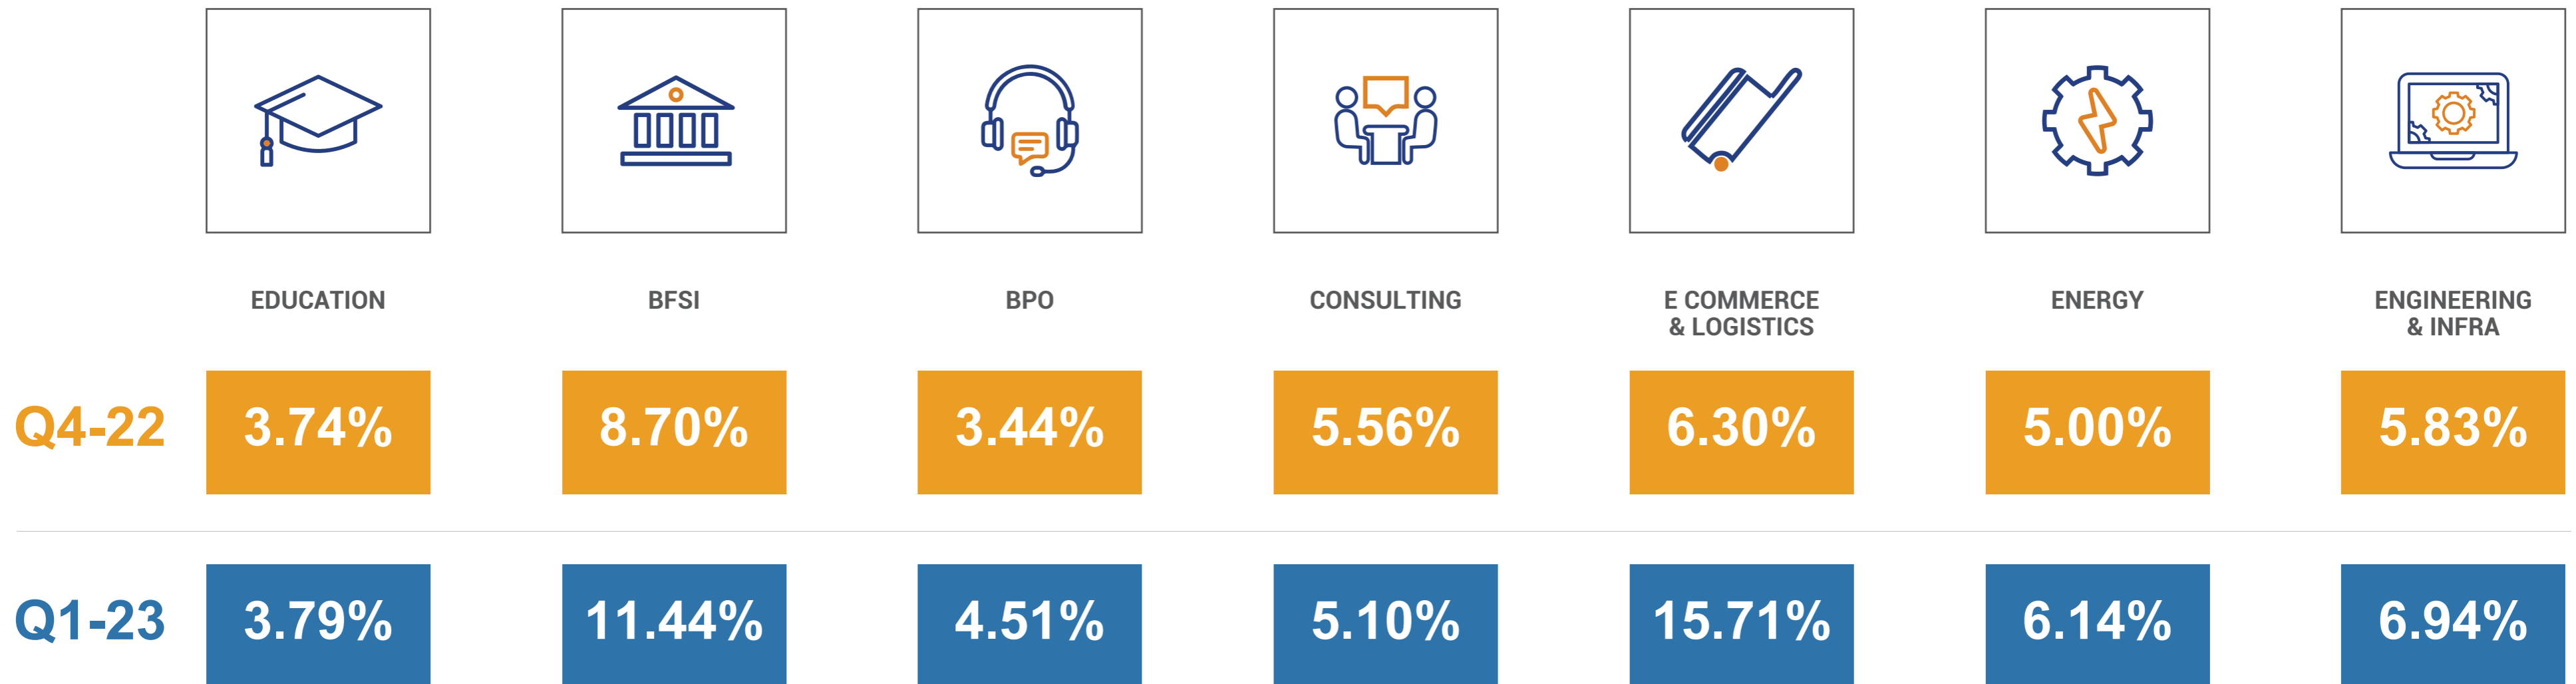 EDUCATION
BFSI
BPO
CONSULTING
E COMMERCE
& LOGISTICS
ENERGY
ENGINEERING
& INFRA
Q4-22
3.74%
8.70%
3.44%
5.56%
6.30%
5.00%
5.83%
Q1-23
3.79%
11.44%
4.51%
5.10%
15.71%
6.14%
6.94%